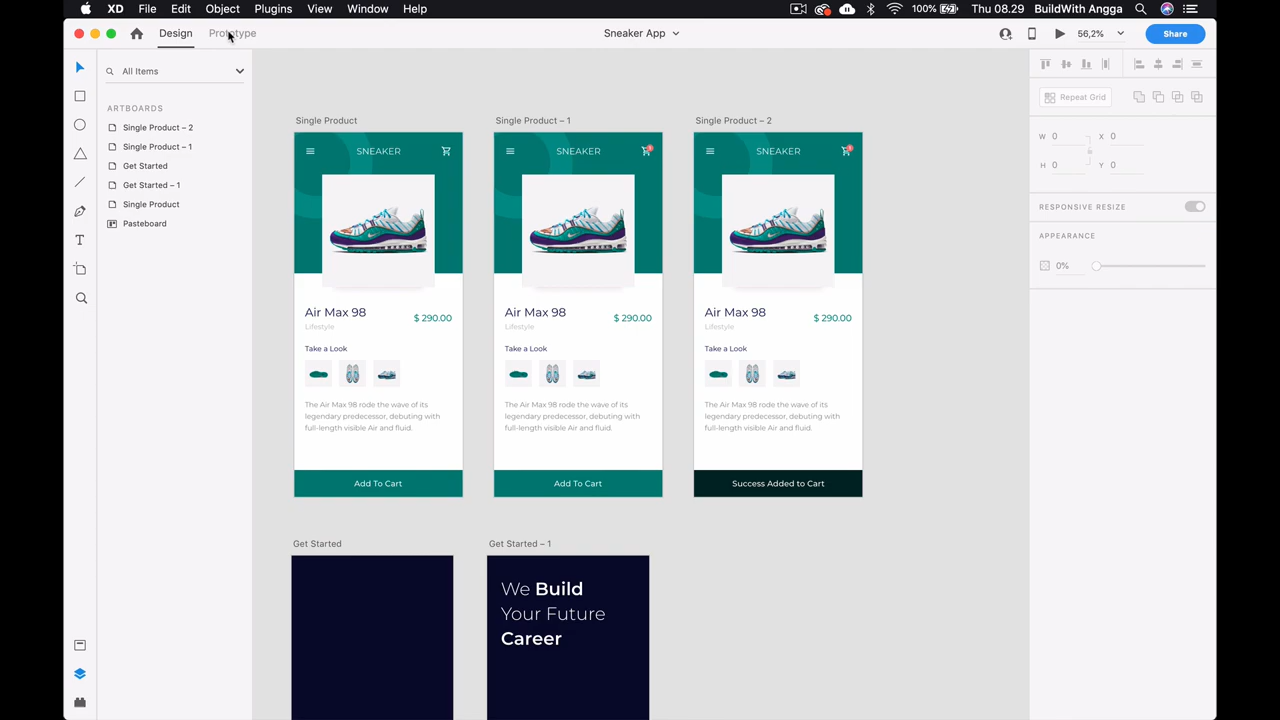 XD File Edit Object Plugins View Window Help 100% Thu 08.29 BuildWith Angga
Design Prototype Sneaker App 56,2% Share
All Items
ARTBOARDS
Single Product – 2
Single Product – 1
Get Started
Get Started – 1
Single Product
Pasteboard
Single Product
SNEAKER
Air Max 98
$ 290.00
Lifestyle
Take a Look
The Air Max 98 rode the wave of its
legendary predecessor, debuting with
full-length visible Air and fluid.
Add To Cart
Single Product – 1
SNEAKER
Air Max 98
$ 290.00
Lifestyle
Take a Look
The Air Max 98 rode the wave of its
legendary predecessor, debuting with
full-length visible Air and fluid.
Add To Cart
Single Product – 2
SNEAKER
Air Max 98
$ 290.00
Lifestyle
Take a Look
The Air Max 98 rode the wave of its
legendary predecessor, debuting with
full-length visible Air and fluid.
Success Added to Cart
Get Started
Get Started – 1
We Build
Your Future
Career
Repeat Grid
W 0 X 0
H 0 Y 0
RESPONSIVE RESIZE
APPEARANCE
0%